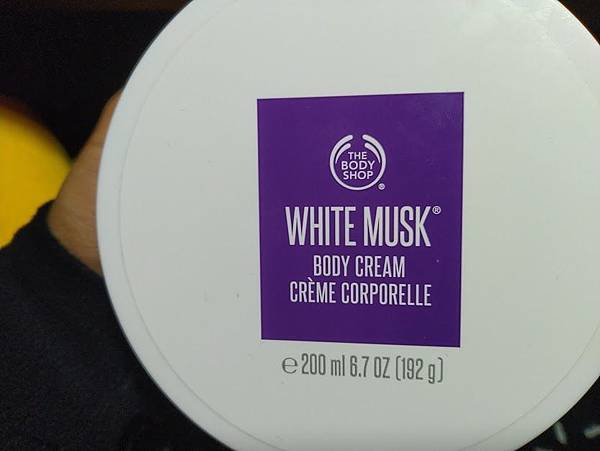 THE
BODY
SHOP®
WHITE MUSK®
BODY CREAM
CRÈME CORPORELLE
℮ 200 ml 6.7 OZ (192 g)